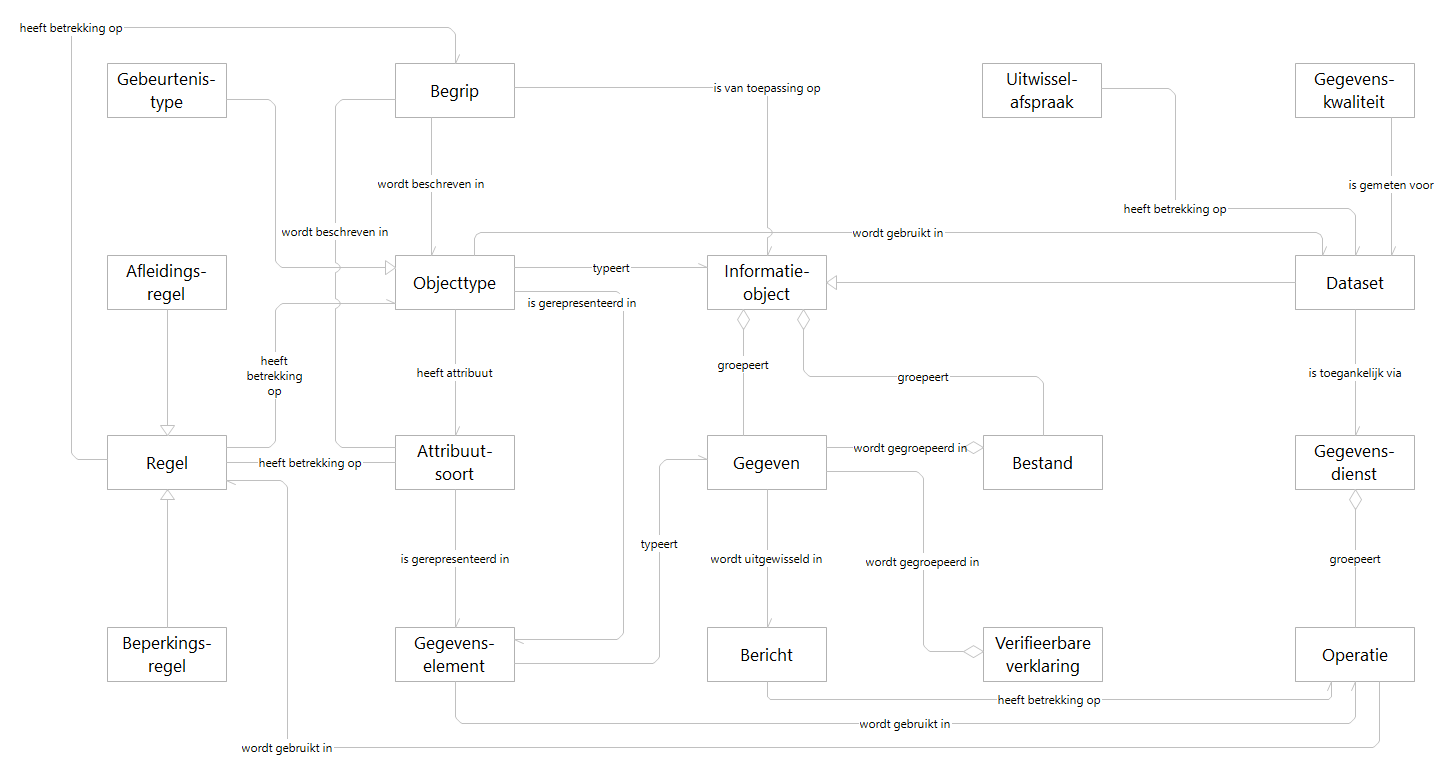 heeft betrekking op
Gebeurtenis-
type
Begrip
is van toepassing op
Uitwissel-
afspraak
Gegevens-
kwaliteit
wordt beschreven in
is gemeten voor
heeft betrekking op
wordt beschreven in
wordt gebruikt in
Afleidings-
regel
Objecttype
typeert
Informatie-
object
Dataset
is gerepresenteerd in
heeft
betrekking
op
heeft attribuut
groepeert
groepeert
is toegankelijk via
Regel
heeft betrekking op
Attribuut-
soort
Gegeven
wordt gegroepeerd in
Bestand
Gegevens-
dienst
is gerepresenteerd in
typeert
wordt uitgewisseld in
wordt gegroepeerd in
groepeert
Beperkings-
regel
Gegevens-
element
Bericht
Verifieerbare
verklaring
Operatie
heeft betrekking op
wordt gebruikt in
wordt gebruikt in